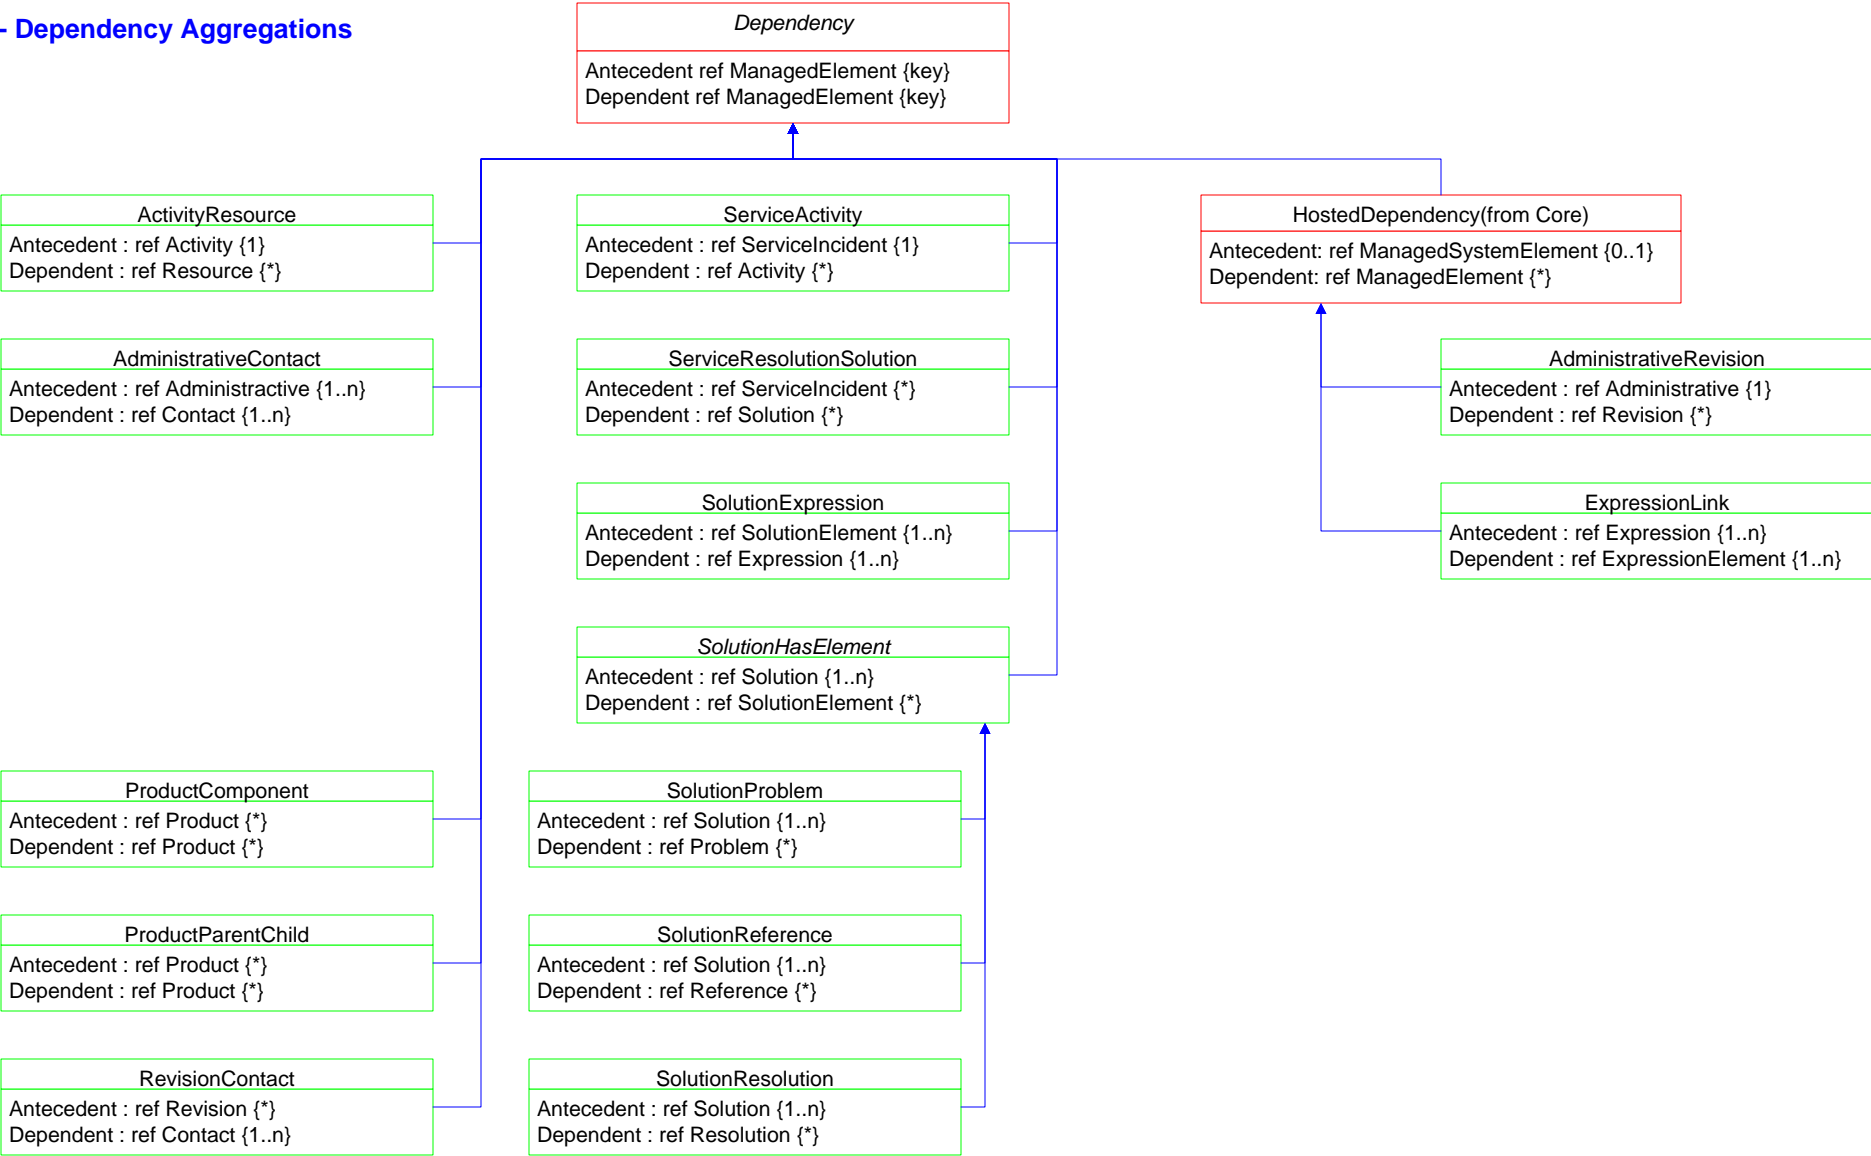 - Dependency Aggregations
Dependency
Antecedent ref ManagedElement {key}
Dependent ref ManagedElement {key}
ActivityResource
Antecedent : ref Activity {1}
Dependent : ref Resource {*}
ServiceActivity
Antecedent : ref ServiceIncident {1}
Dependent : ref Activity {*}
HostedDependency(from Core)
Antecedent: ref ManagedSystemElement {0..1}
Dependent: ref ManagedElement {*}
AdministrativeContact
Antecedent : ref Administractive {1..n}
Dependent : ref Contact {1..n}
ServiceResolutionSolution
Antecedent : ref ServiceIncident {*}
Dependent : ref Solution {*}
AdministrativeRevision
Antecedent : ref Administrative {1}
Dependent : ref Revision {*}
SolutionExpression
Antecedent : ref SolutionElement {1..n}
Dependent : ref Expression {1..n}
ExpressionLink
Antecedent : ref Expression {1..n}
Dependent : ref ExpressionElement {1..n}
SolutionHasElement
Antecedent : ref Solution {1..n}
Dependent : ref SolutionElement {*}
ProductComponent
Antecedent : ref Product {*}
Dependent : ref Product {*}
SolutionProblem
Antecedent : ref Solution {1..n}
Dependent : ref Problem {*}
ProductParentChild
Antecedent : ref Product {*}
Dependent : ref Product {*}
SolutionReference
Antecedent : ref Solution {1..n}
Dependent : ref Reference {*}
RevisionContact
Antecedent : ref Revision {*}
Dependent : ref Contact {1..n}
SolutionResolution
Antecedent : ref Solution {1..n}
Dependent : ref Resolution {*}